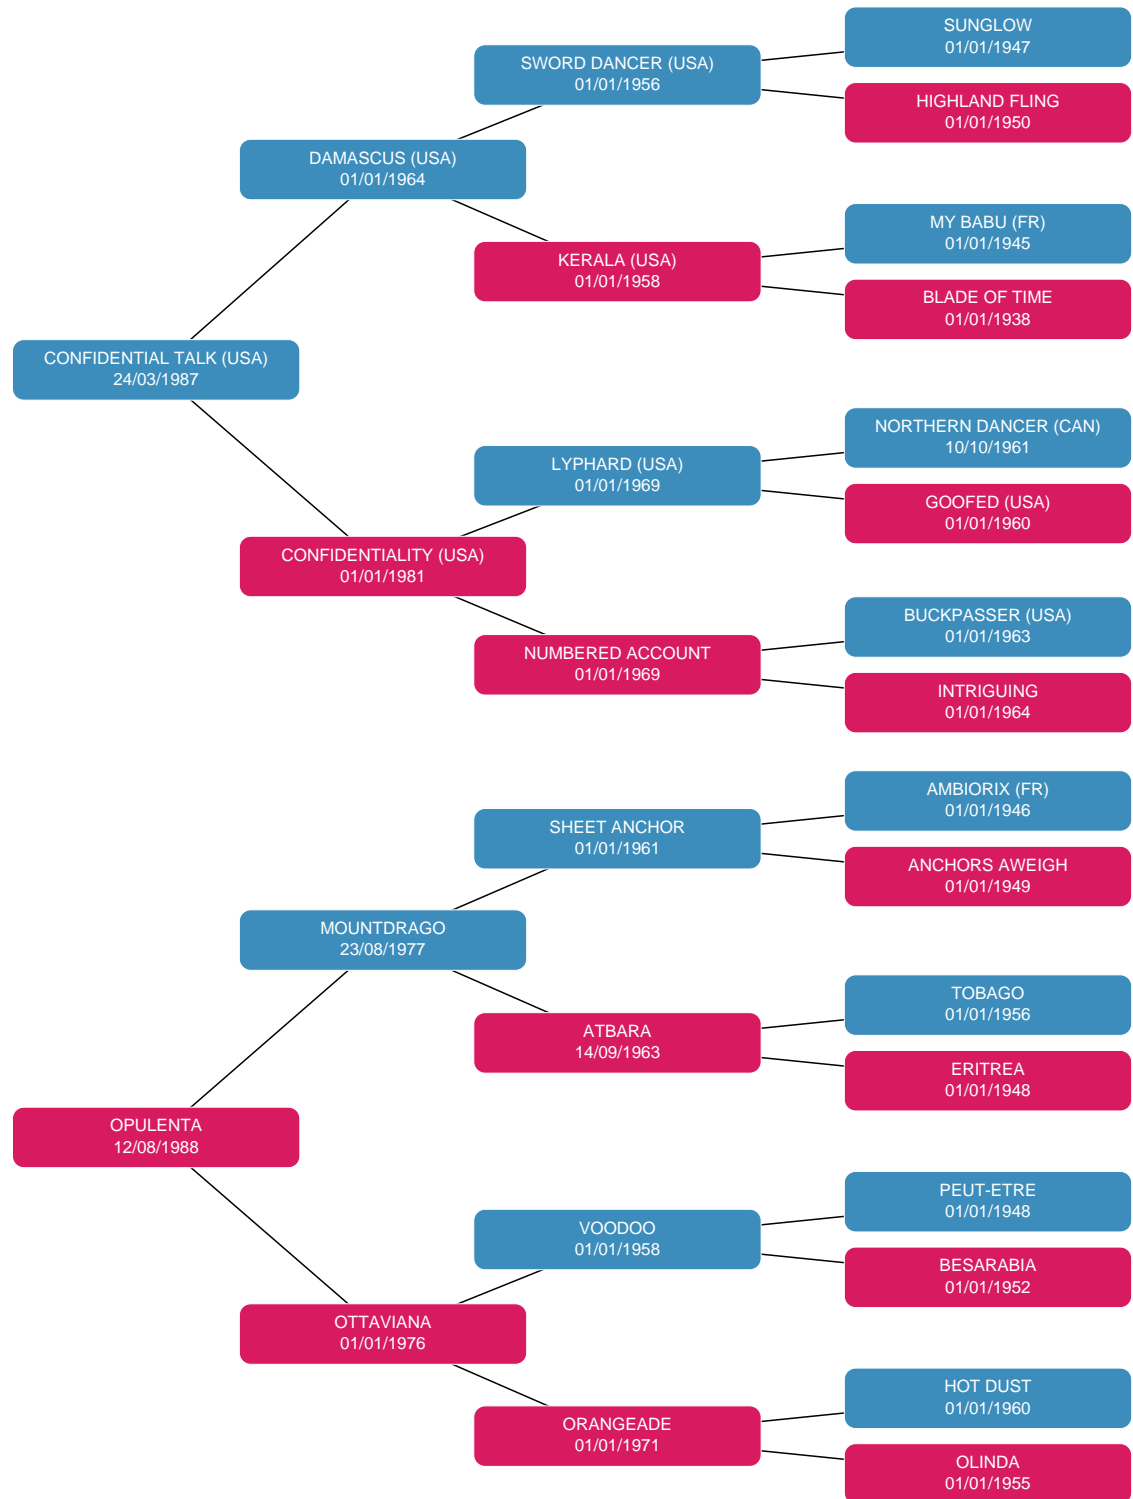 SUNGLOW
01/01/1947
SWORD DANCER (USA)
01/01/1956
HIGHLAND FLING
01/01/1950
DAMASCUS (USA)
01/01/1964
MY BABU (FR)
01/01/1945
KERALA (USA)
01/01/1958
BLADE OF TIME
01/01/1938
CONFIDENTIAL TALK (USA)
24/03/1987
NORTHERN DANCER (CAN)
10/10/1961
LYPHARD (USA)
01/01/1969
GOOFED (USA)
01/01/1960
CONFIDENTIALITY (USA)
01/01/1981
BUCKPASSER (USA)
01/01/1963
NUMBERED ACCOUNT
01/01/1969
INTRIGUING
01/01/1964
AMBIORIX (FR)
01/01/1946
SHEET ANCHOR
01/01/1961
ANCHORS AWEIGH
01/01/1949
MOUNTDRAGO
23/08/1977
TOBAGO
01/01/1956
ATBARA
14/09/1963
ERITREA
01/01/1948
OPULENTA
12/08/1988
PEUT-ETRE
01/01/1948
VOODOO
01/01/1958
BESARABIA
01/01/1952
OTTAVIANA
01/01/1976
HOT DUST
01/01/1960
ORANGEADE
01/01/1971
OLINDA
01/01/1955